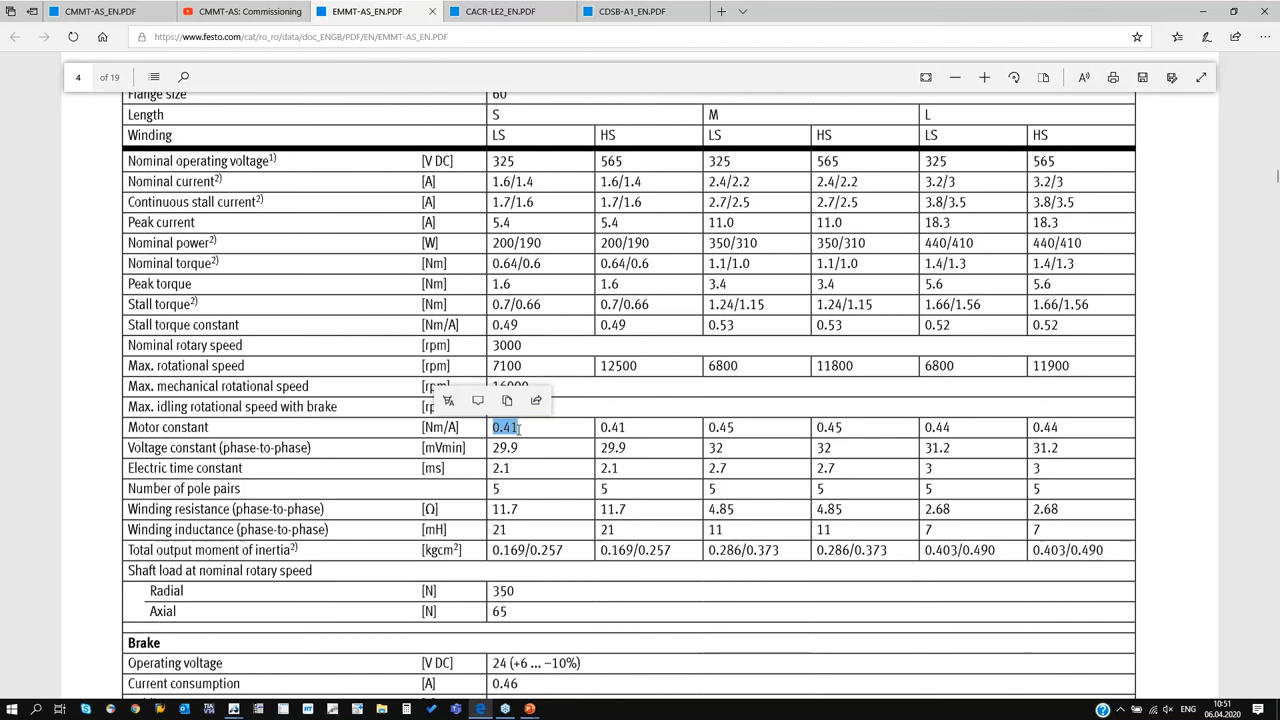 CMMT-AS_EN.PDF CMMT-AS: Commissioning EMMT-AS_EN.PDF CACR-LE2_EN.PDF CDSB-A1_EN.PDF
https://www.festo.com/cat/ro_ro/data/doc_ENGB/PDF/EN/EMMT-AS_EN.PDF
4 of 19
Flange size 60
Length S M L
Winding LS HS LS HS LS HS
Nominal operating voltage1) [V DC] 325 565 325 565 325 565
Nominal current2) [A] 1.6/1.4 1.6/1.4 2.4/2.2 2.4/2.2 3.2/3 3.2/3
Continuous stall current2) [A] 1.7/1.6 1.7/1.6 2.7/2.5 2.7/2.5 3.8/3.5 3.8/3.5
Peak current [A] 5.4 5.4 11.0 11.0 18.3 18.3
Nominal power2) [W] 200/190 200/190 350/310 350/310 440/410 440/410
Nominal torque2) [Nm] 0.64/0.6 0.64/0.6 1.1/1.0 1.1/1.0 1.4/1.3 1.4/1.3
Peak torque [Nm] 1.6 1.6 3.4 3.4 5.6 5.6
Stall torque2) [Nm] 0.7/0.66 0.7/0.66 1.24/1.15 1.24/1.15 1.66/1.56 1.66/1.56
Stall torque constant [Nm/A] 0.49 0.49 0.53 0.53 0.52 0.52
Nominal rotary speed [rpm] 3000
Max. rotational speed [rpm] 7100 12500 6800 11800 6800 11900
Max. mechanical rotational speed [rpm] 16000
Max. idling rotational speed with brake
Motor constant [Nm/A] 0.41 0.41 0.45 0.45 0.44 0.44
Voltage constant (phase-to-phase) [mVmin] 29.9 29.9 32 32 31.2 31.2
Electric time constant [ms] 2.1 2.1 2.7 2.7 3 3
Number of pole pairs 5 5 5 5 5 5
Winding resistance (phase-to-phase) [Ω] 11.7 11.7 4.85 4.85 2.68 2.68
Winding inductance (phase-to-phase) [mH] 21 21 11 11 7 7
Total output moment of inertia2) [kgcm2] 0.169/0.257 0.169/0.257 0.286/0.373 0.286/0.373 0.403/0.490 0.403/0.490
Shaft load at nominal rotary speed
Radial [N] 350
Axial [N] 65
Brake
Operating voltage [V DC] 24 (+6 ... −10%)
Current consumption [A] 0.46
10:51
06.04.2020